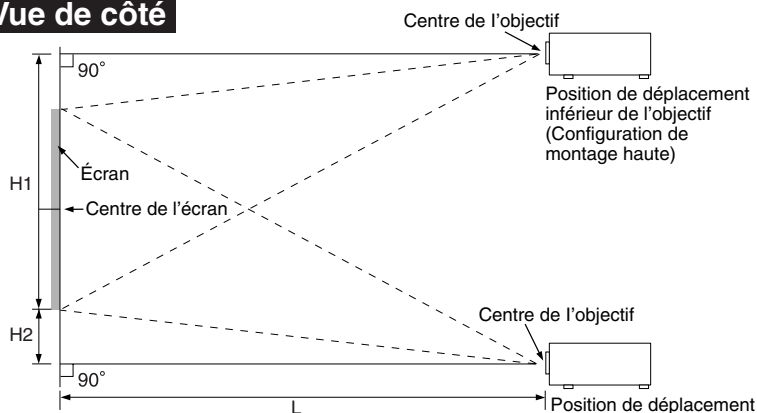 Vue de côté
Centre de l'objectif
90°
Position de déplacement
inférieur de l'objectif
(Configuration de
montage haute)
Écran
H1
Centre de l'écran
Centre de l'objectif
H2
90°
L
Position de déplacement